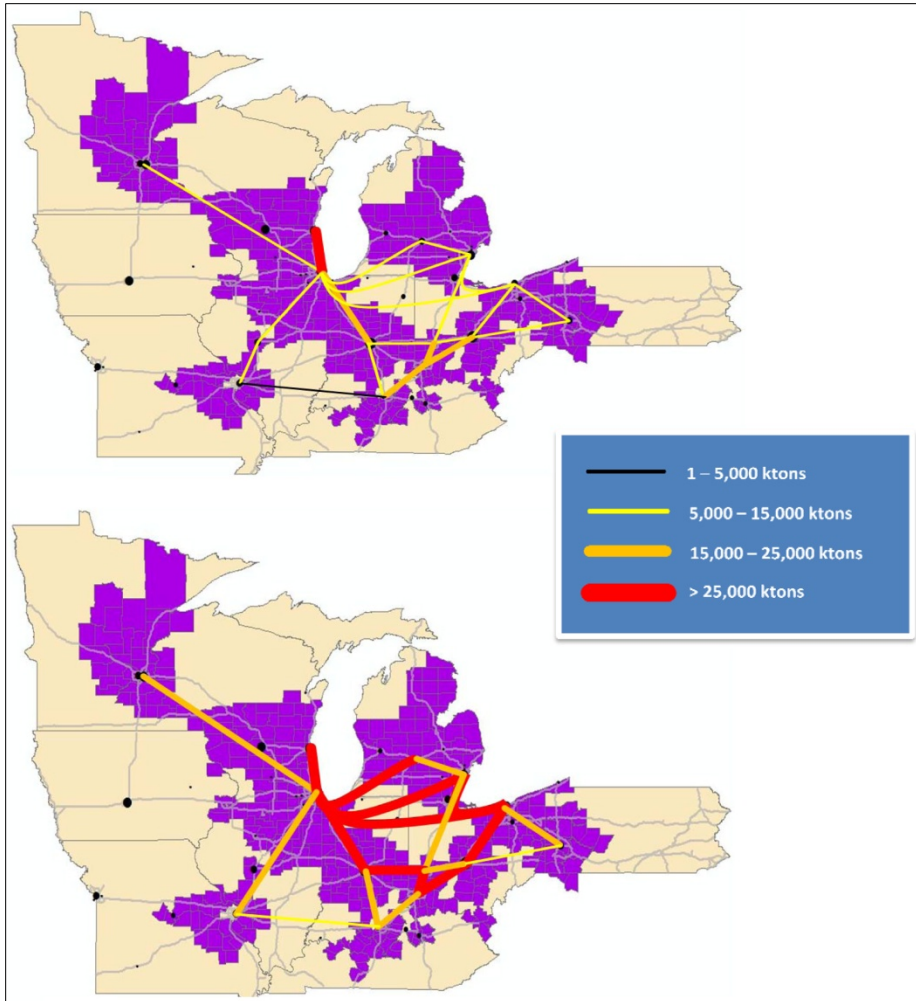 1 – 5,000 ktons
5,000 – 15,000 ktons
15,000 – 25,000 ktons
> 25,000 ktons